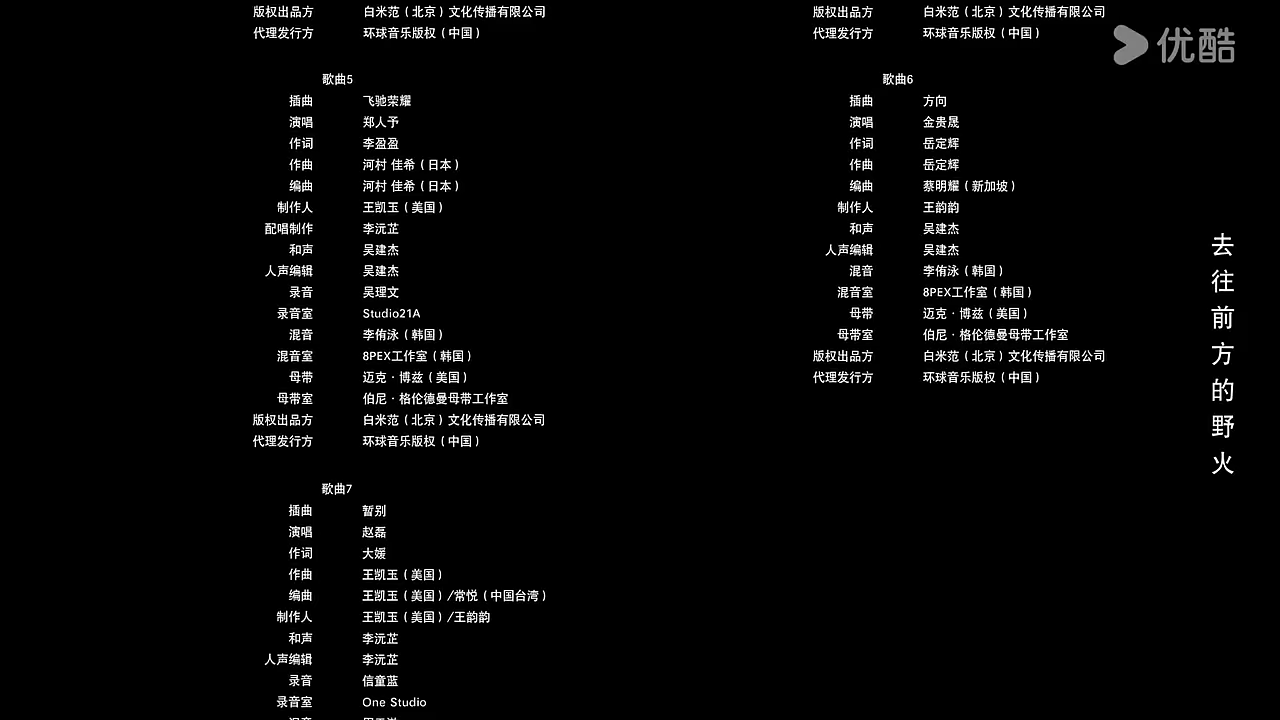 版权出品方 白米范（北京）文化传播有限公司
代理发行方 环球音乐版权（中国）
版权出品方 白米范（北京）文化传播有限公司
代理发行方 环球音乐版权（中国）
优酷
歌曲5
插曲 飞驰荣耀
演唱 郑人予
作词 李盈盈
作曲 河村 佳希（日本）
编曲 河村 佳希（日本）
制作人 王凯玉（美国）
配唱制作 李沅芷
和声 吴建杰
人声编辑 吴建杰
录音 吴理文
录音室 Studio21A
混音 李侑泳（韩国）
混音室 8PEX工作室（韩国）
母带 迈克·博兹（美国）
母带室 伯尼·格伦德曼母带工作室
版权出品方 白米范（北京）文化传播有限公司
代理发行方 环球音乐版权（中国）
歌曲6
插曲 方向
演唱 金贵晟
作词 岳定辉
作曲 岳定辉
编曲 蔡明耀（新加坡）
制作人 王韵韵
和声 吴建杰
人声编辑 吴建杰
混音 李侑泳（韩国）
混音室 8PEX工作室（韩国）
母带 迈克·博兹（美国）
母带室 伯尼·格伦德曼母带工作室
版权出品方 白米范（北京）文化传播有限公司
代理发行方 环球音乐版权（中国）
歌曲7
插曲 暂别
演唱 赵磊
作词 大媛
作曲 王凯玉（美国）
编曲 王凯玉（美国）/常悦（中国台湾）
制作人 王凯玉（美国）/王韵韵
和声 李沅芷
人声编辑 李沅芷
录音 信童蓝
录音室 One Studio
混音
去往前方的野火